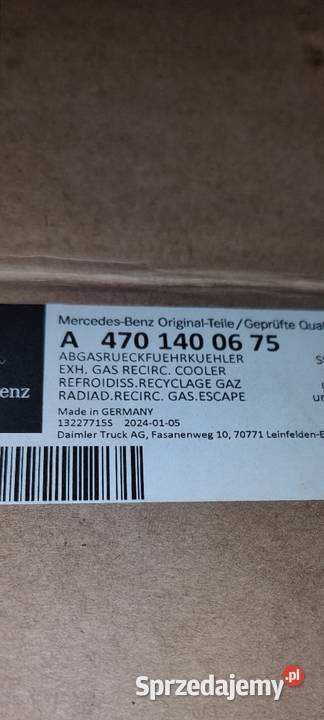 Mercedes-Benz Original-Teile/Geprüfte Qual
A 470 140 06 75
ABGASRUECKFUEHRKUEHLER
EXH. GAS RECIRC. COOLER
REFROIDISS.RECYCLAGE GAZ
RADIAD.RECIRC. GAS.ESCAPE
Made in GERMANY
13227715S 2024-01-05
Daimler Truck AG, Fasanenweg 10, 70771 Leinfelden-E
enz
Sprzedajemy.pl